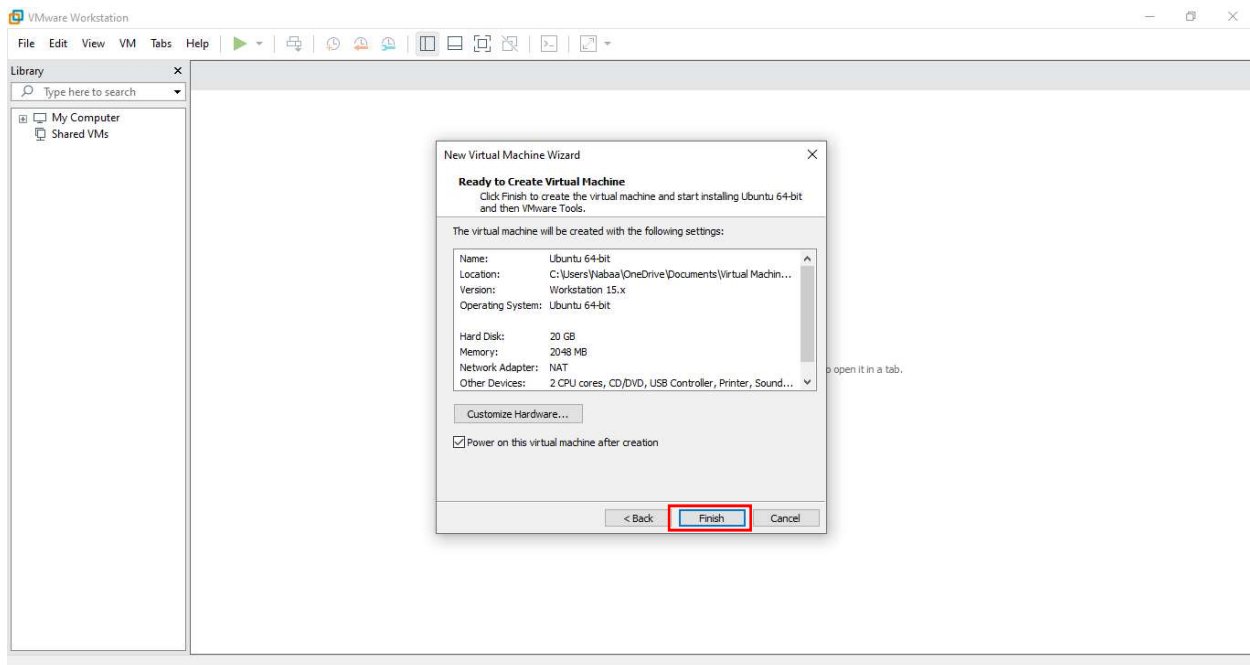 VMware Workstation
File Edit View VM Tabs Help
Library
Type here to search
My Computer
Shared VMs
New Virtual Machine Wizard
Ready to Create Virtual Machine
Click Finish to create the virtual machine and start installing Ubuntu 64-bit
and then VMware Tools.
The virtual machine will be created with the following settings:
Name: Ubuntu 64-bit
Location: C:\Users\Nabaa\OneDrive\Documents\Virtual Machin...
Version: Workstation 15.x
Operating System: Ubuntu 64-bit
Hard Disk: 20 GB
Memory: 2048 MB
Network Adapter: NAT
Other Devices: 2 CPU cores, CD/DVD, USB Controller, Printer, Sound...
open it in a tab.
Customize Hardware...
Power on this virtual machine after creation
< Back Finish Cancel